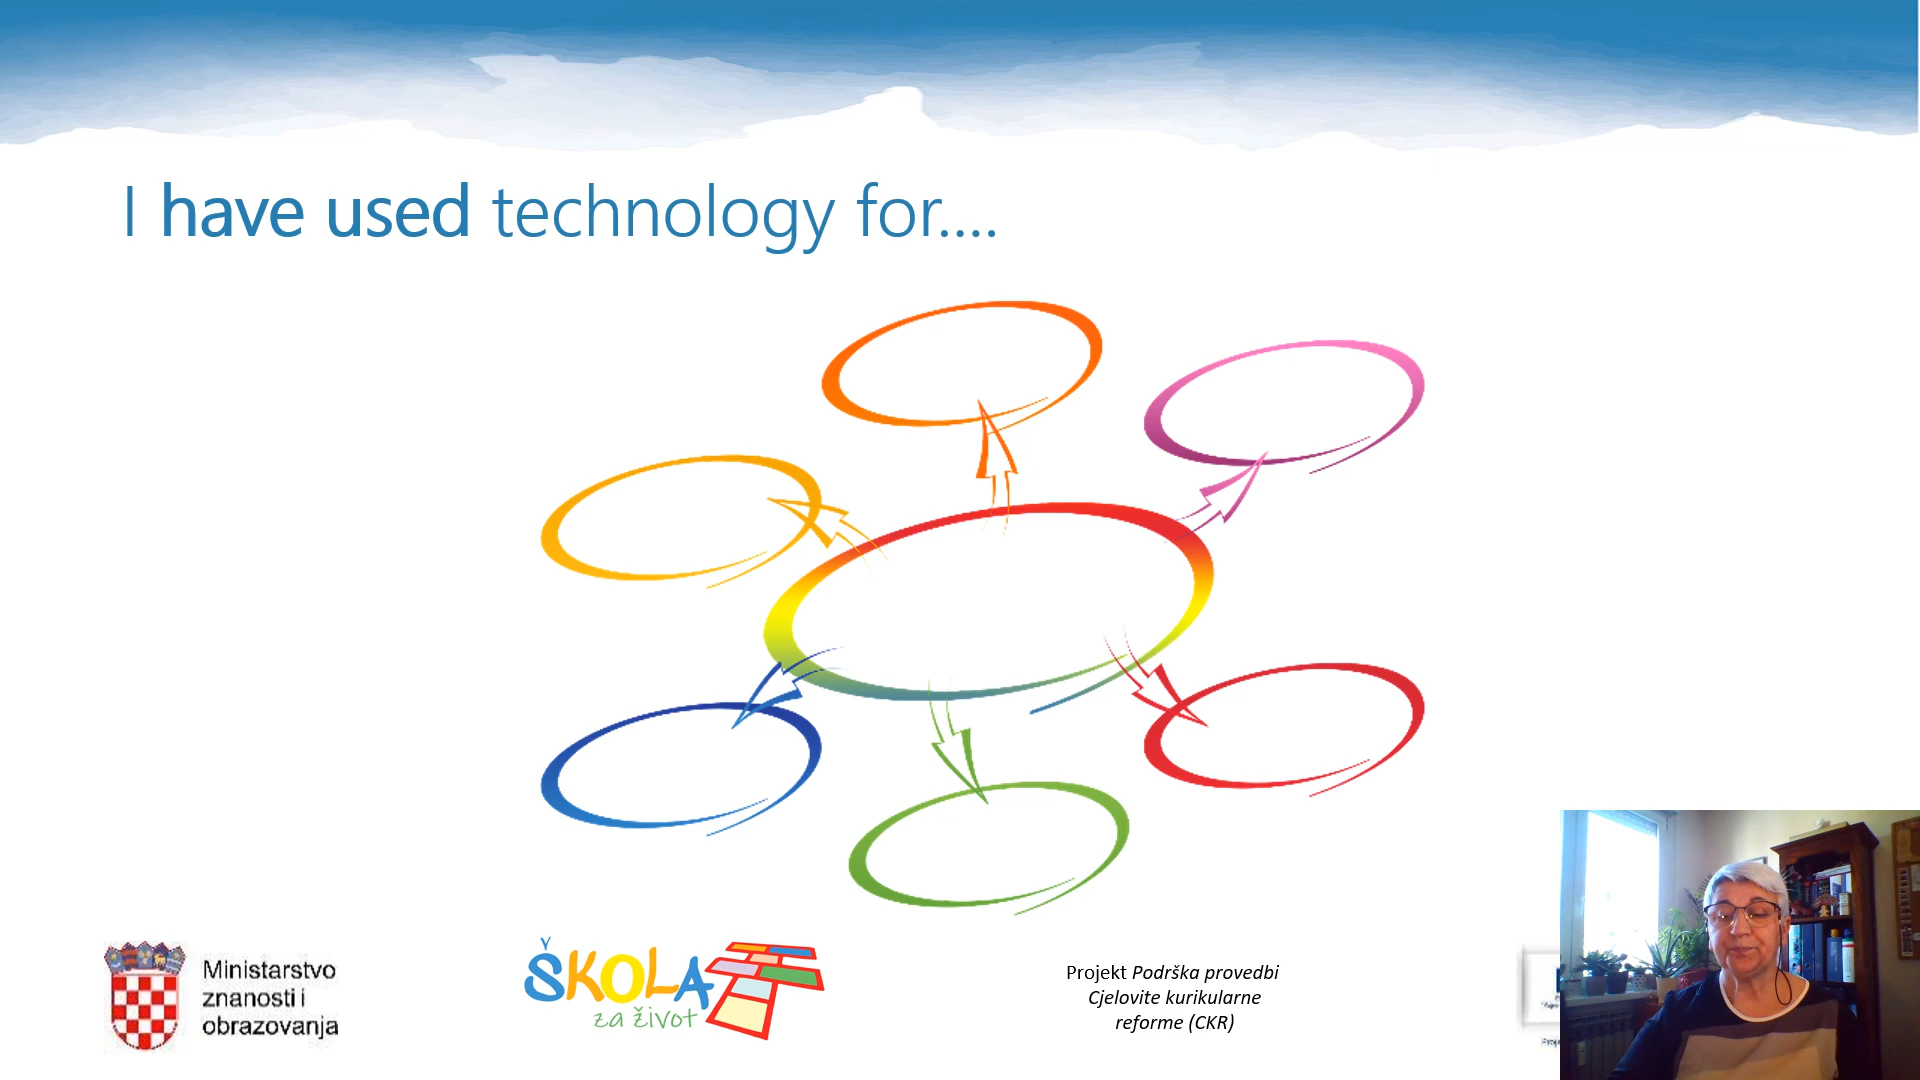 I have used technology for....
Ministarstvo
znanosti i
obrazovanja
ŠKOLA
za život
Projekt Podrška provedbi
Cjelovite kurikularne
reforme (CKR)